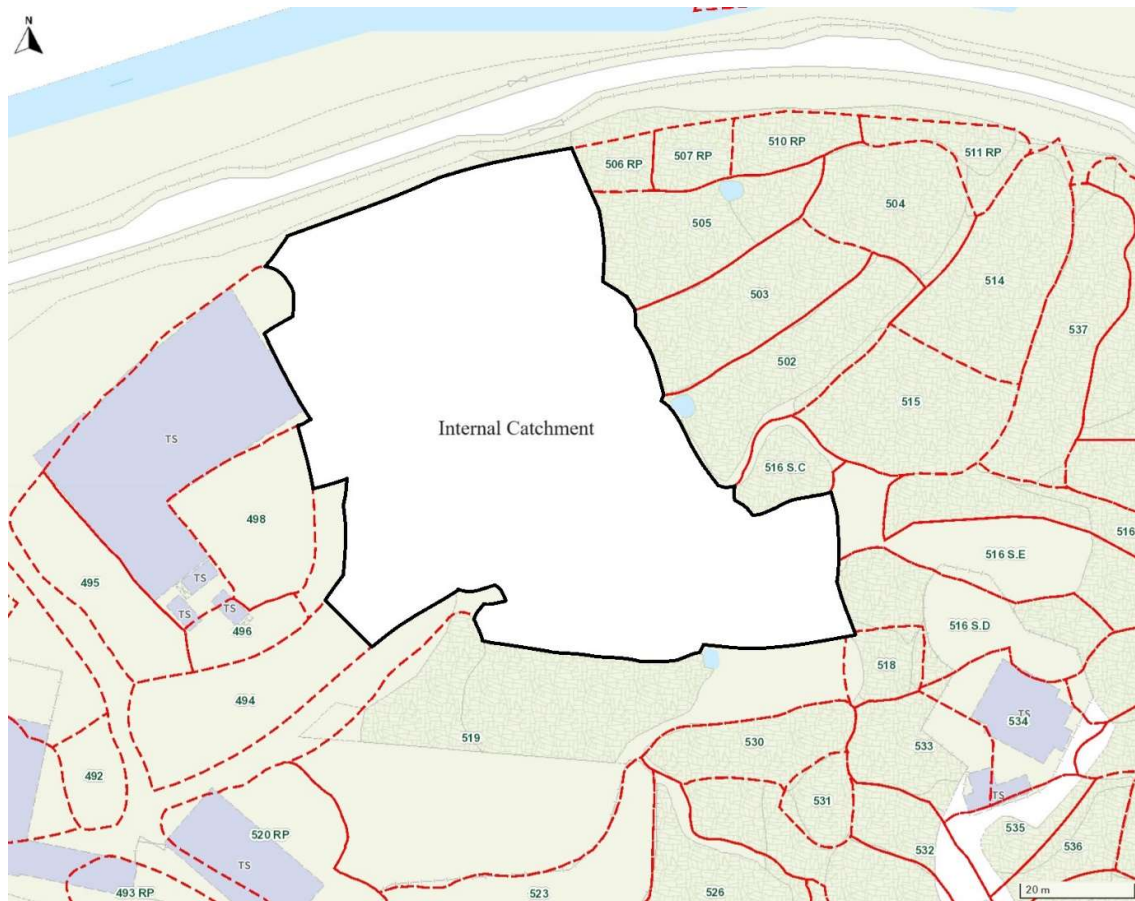 N
506 RP
507 RP
510 RP
511 RP
505
504
503
514
537
502
515
TS
Internal Catchment
516 S.C
498
516
495
TS
TS
TS
496
516 S.E
516 S.D
518
494
519
530
533
TS
534
492
531
TS
520 RP
TS
532
535
536
493 RP
523
526
20 m